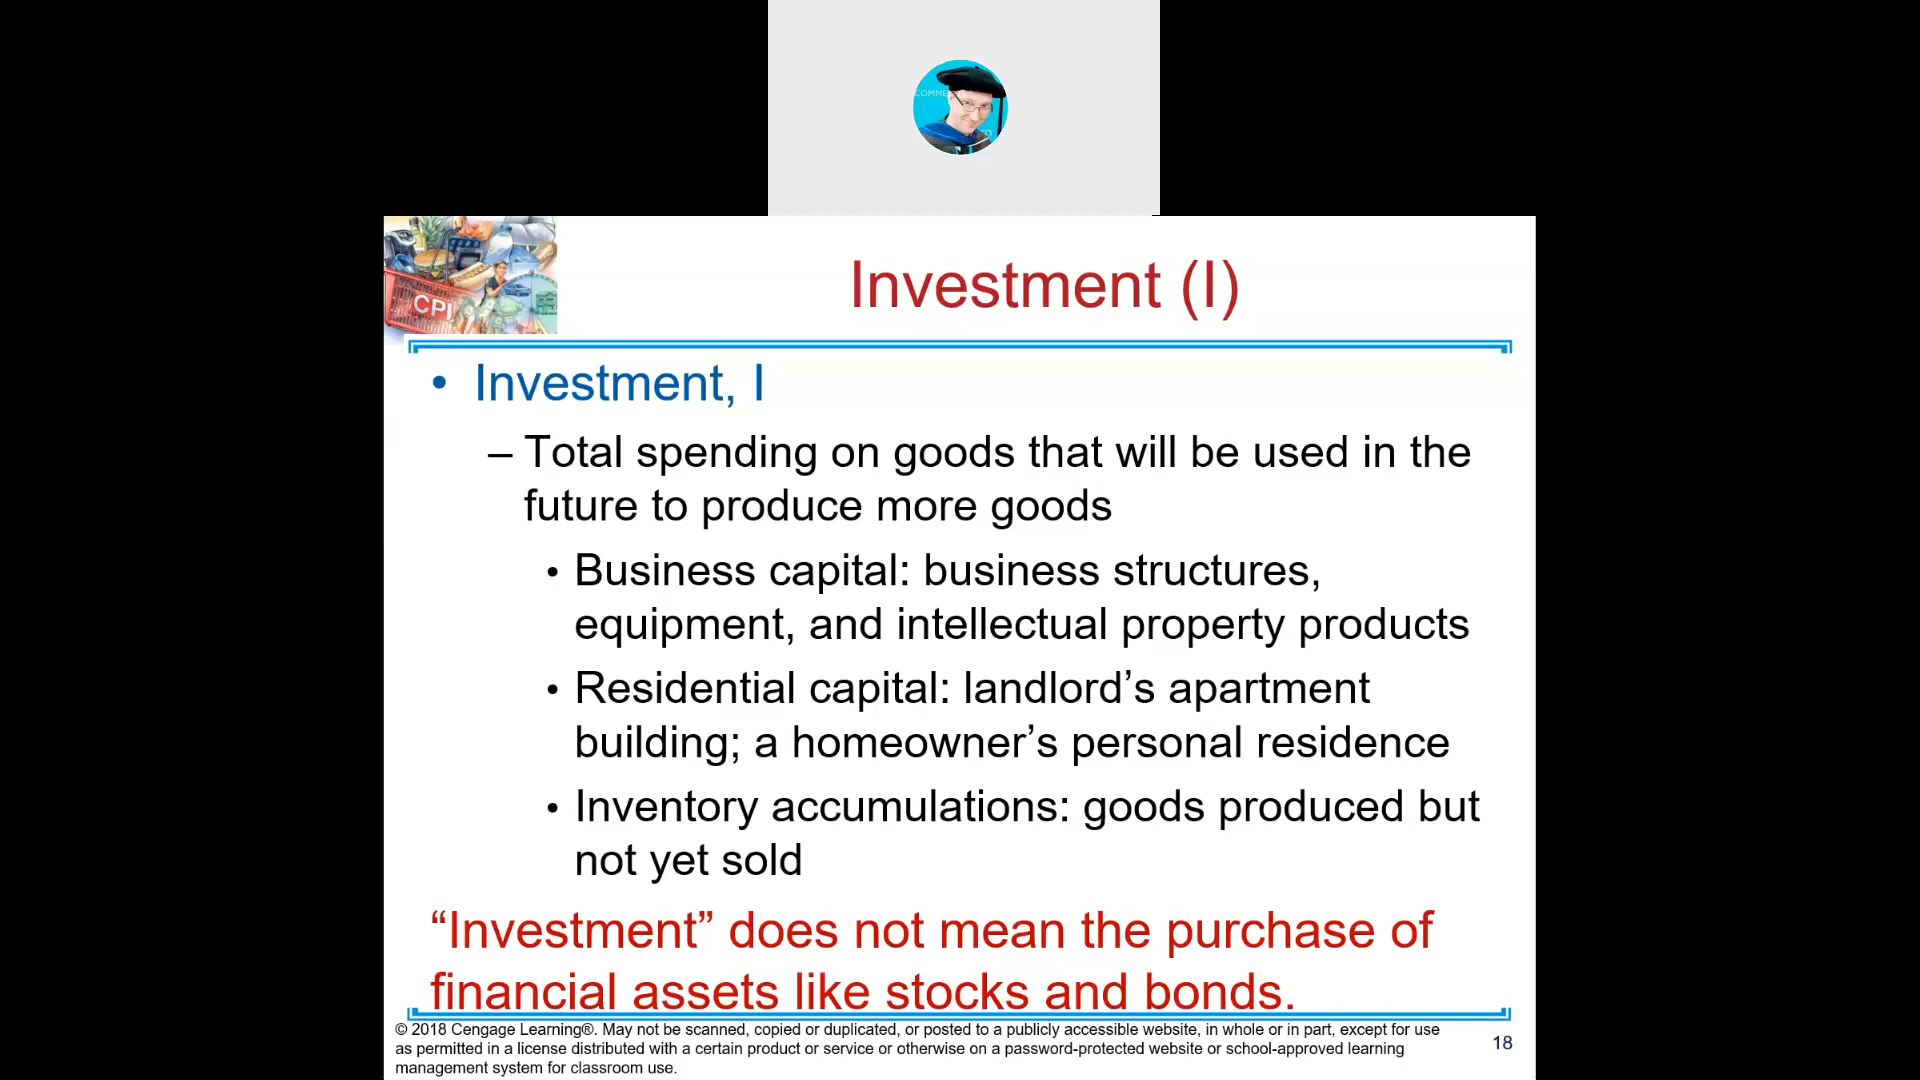 COMME
CPI
Investment (I)
• Investment, I
– Total spending on goods that will be used in the
future to produce more goods
• Business capital: business structures,
equipment, and intellectual property products
• Residential capital: landlord’s apartment
building; a homeowner’s personal residence
• Inventory accumulations: goods produced but
not yet sold
“Investment” does not mean the purchase of
financial assets like stocks and bonds.
© 2018 Cengage Learning®. May not be scanned, copied or duplicated, or posted to a publicly accessible website, in whole or in part, except for use
as permitted in a license distributed with a certain product or service or otherwise on a password-protected website or school-approved learning
management system for classroom use.
18